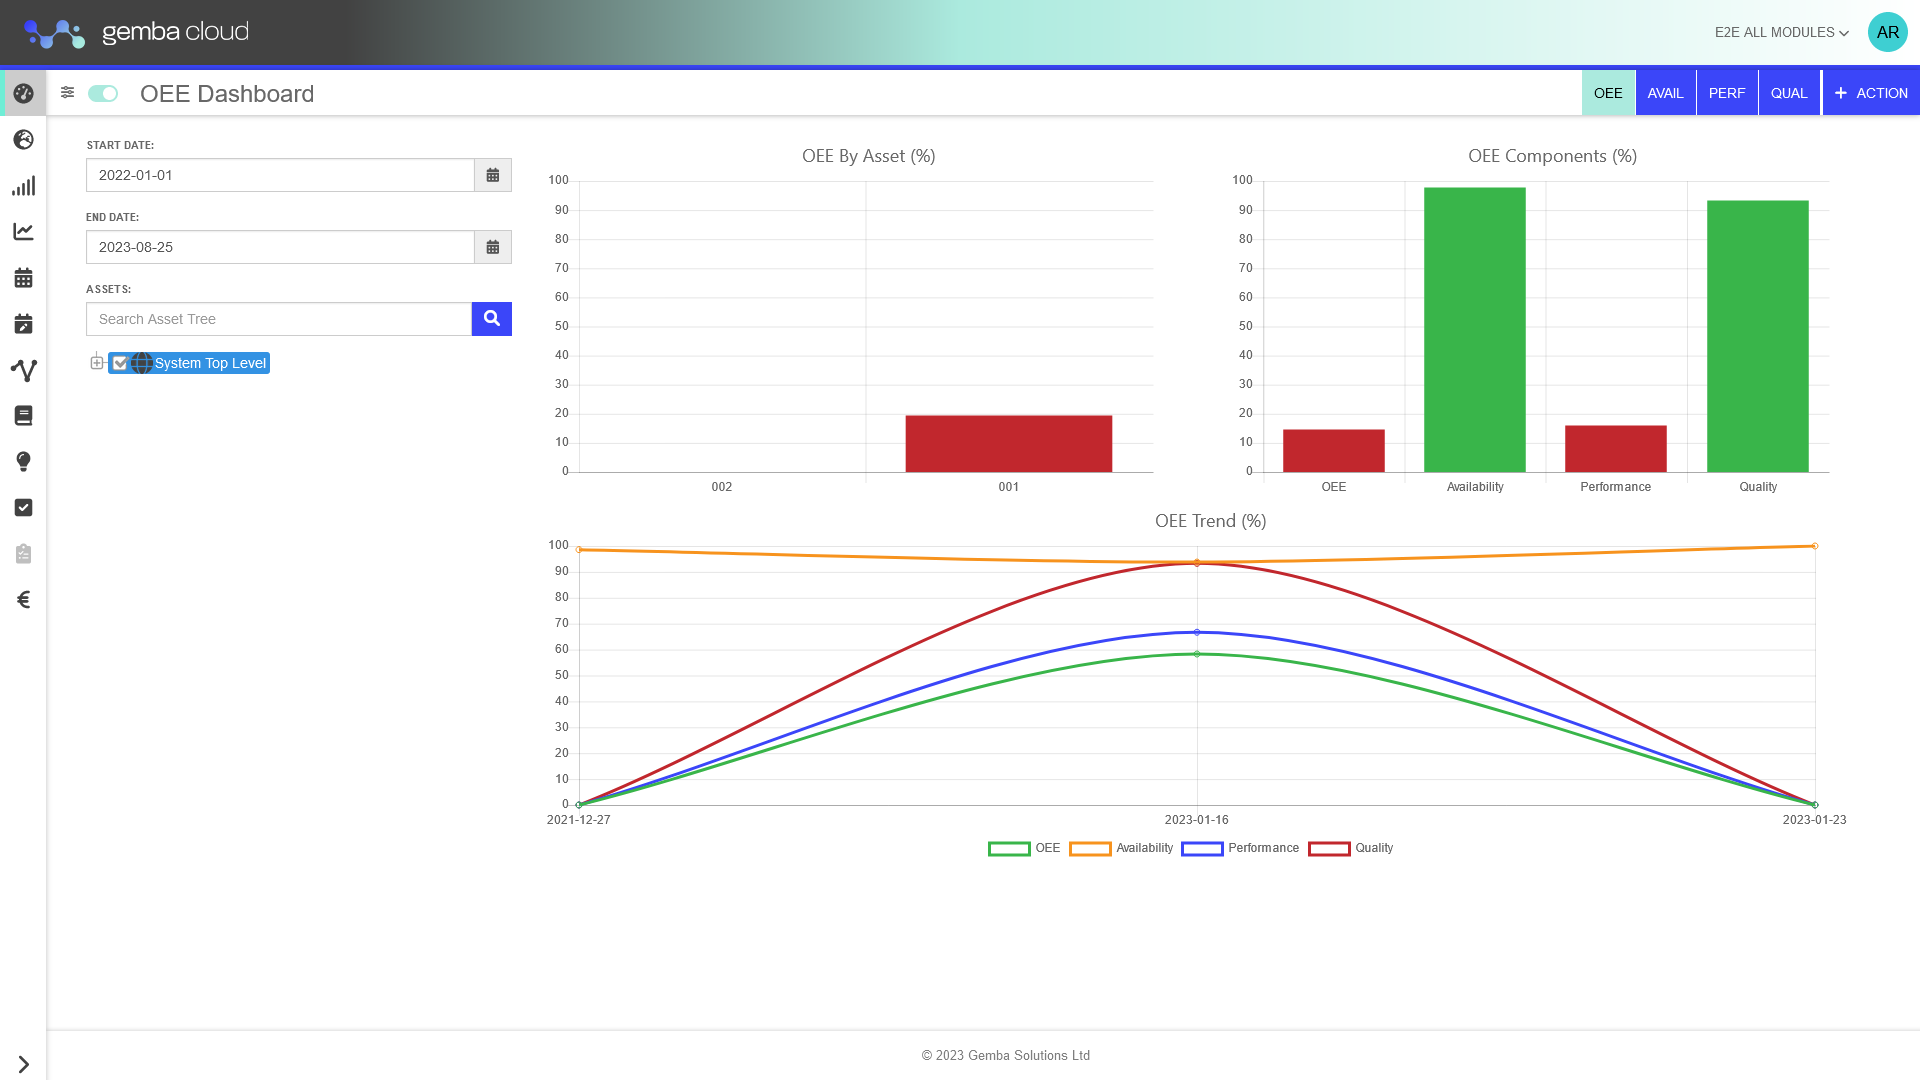 gemba cloud
E2E ALL MODULES
AR
OEE Dashboard
OEE
AVAIL
PERF
QUAL
+ ACTION
START DATE:
2022-01-01
END DATE:
2023-08-25
ASSETS:
Search Asset Tree
System Top Level
OEE By Asset (%)
100
90
80
70
60
50
40
30
20
10
0
002
001
OEE Components (%)
100
90
80
70
60
50
40
30
20
10
0
OEE
Availability
Performance
Quality
OEE Trend (%)
100
90
80
70
60
50
40
30
20
10
0
2021-12-27
2023-01-16
2023-01-23
OEE
Availability
Performance
Quality
© 2023 Gemba Solutions Ltd